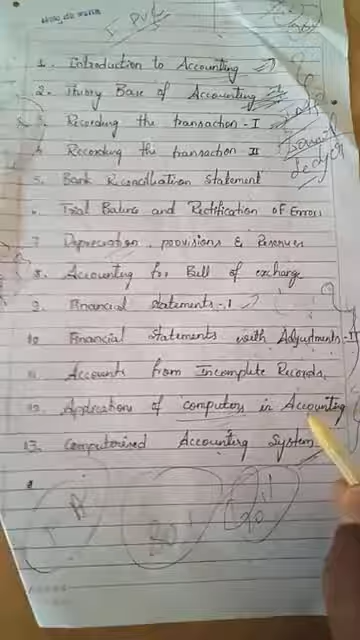 I PUC
1. Introduction to Accounting
2. Theory Base of Accounting
3. Recording the transaction - I
4. Recording the transaction II
5. Bank Reconciliation Statement
6. Trial Balance and Rectification of Errors
7. Depreciation, provisions & Reserves
8. Accounting for Bill of exchange
9. Financial Statements - I
10. Financial Statements with Adjustments - II
11. Accounts from Incomplete Records
12. Applications of computers in Accounting
13. Computerised Accounting System